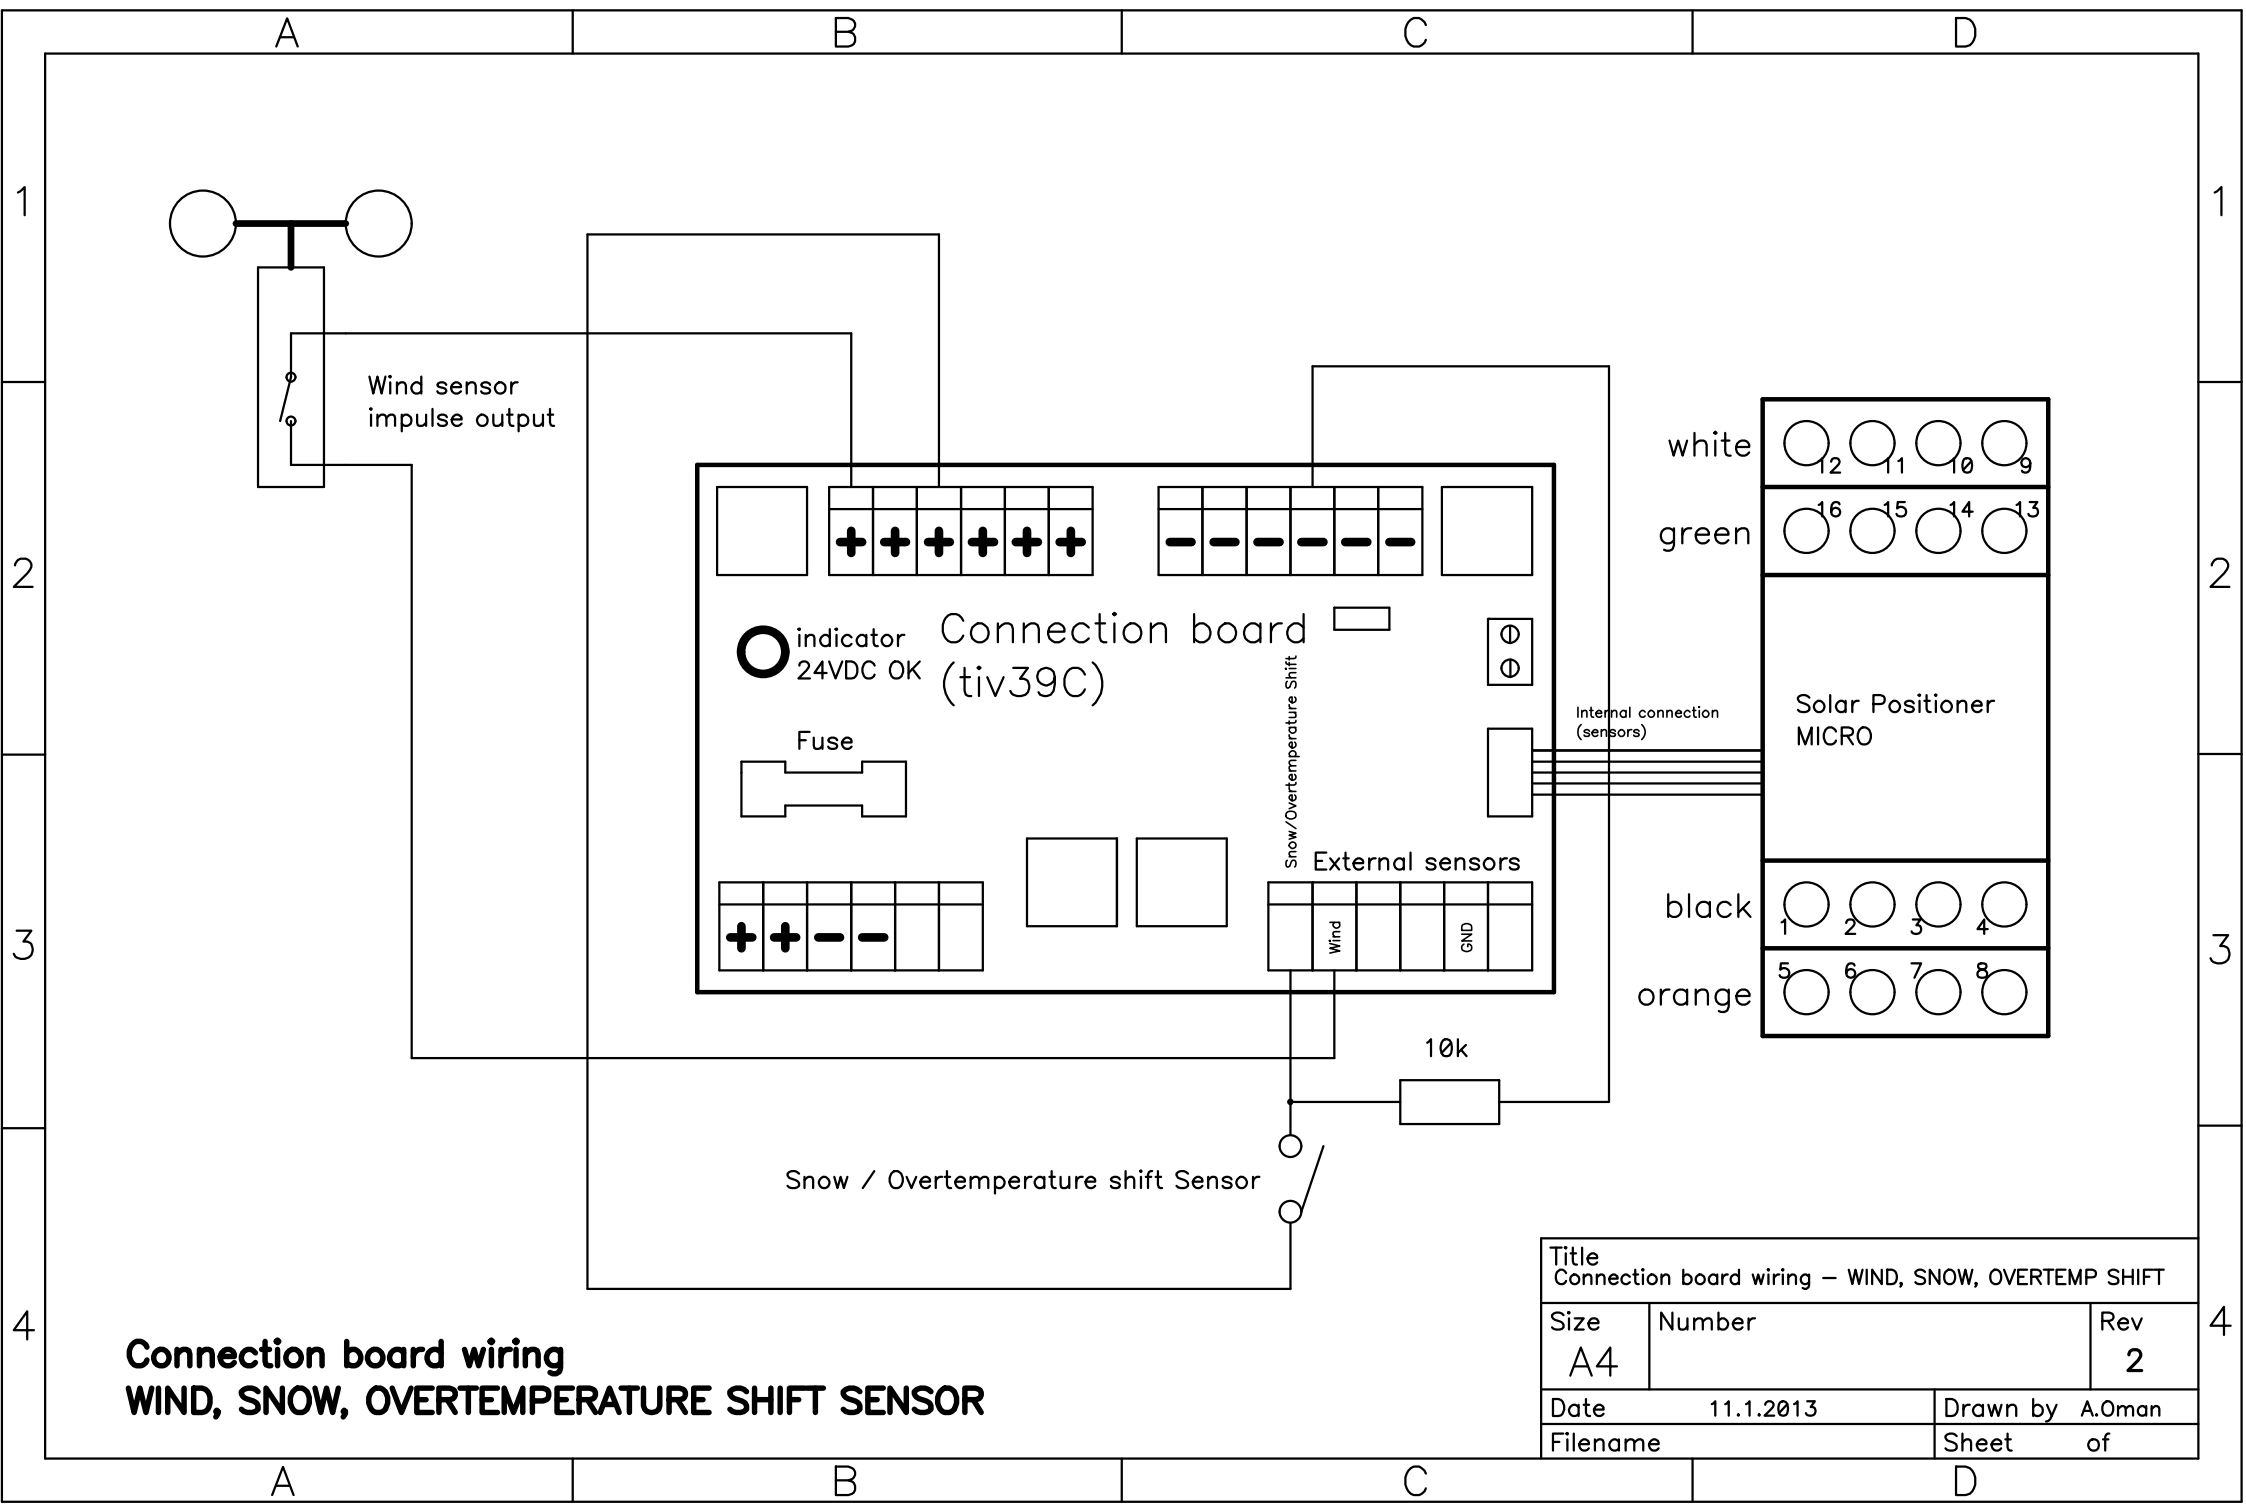 A B C D
1 1
Wind sensor
impulse output
white
12 11 10 9
green
16 15 14 13
2 2
+ + + + + +
− − − − − −
indicator
24VDC OK
Connection board
(tiv39C)
Snow/Overtemperature Shift
Internal connection
(sensors)
Solar Positioner
MICRO
Fuse
External sensors
black
1 2 3 4
+ + − −
Wind
GND
3 3
orange
5 6 7 8
10k
Snow / Overtemperature shift Sensor
4 4
Connection board wiring
WIND, SNOW, OVERTEMPERATURE SHIFT SENSOR
Title
Connection board wiring − WIND, SNOW, OVERTEMP SHIFT
Size Number Rev
A4 2
Date 11.1.2013 Drawn by A.Oman
Filename Sheet of
A B C D